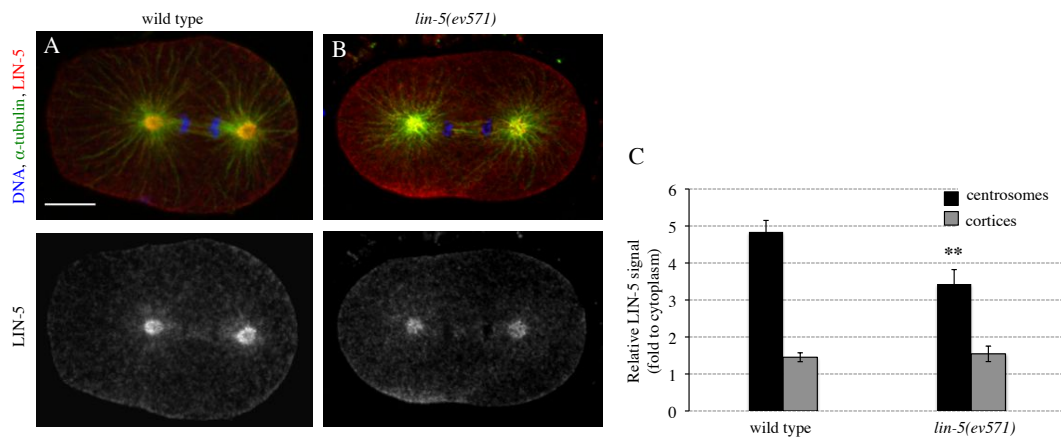 wild type
lin-5(ev571)
A
B
DNA, α-tubulin, LIN-5
LIN-5
C
Relative LIN-5 signal
(fold to cytoplasm)
6
5
4
3
2
1
0
centrosomes
cortices
**
wild type
lin-5(ev571)